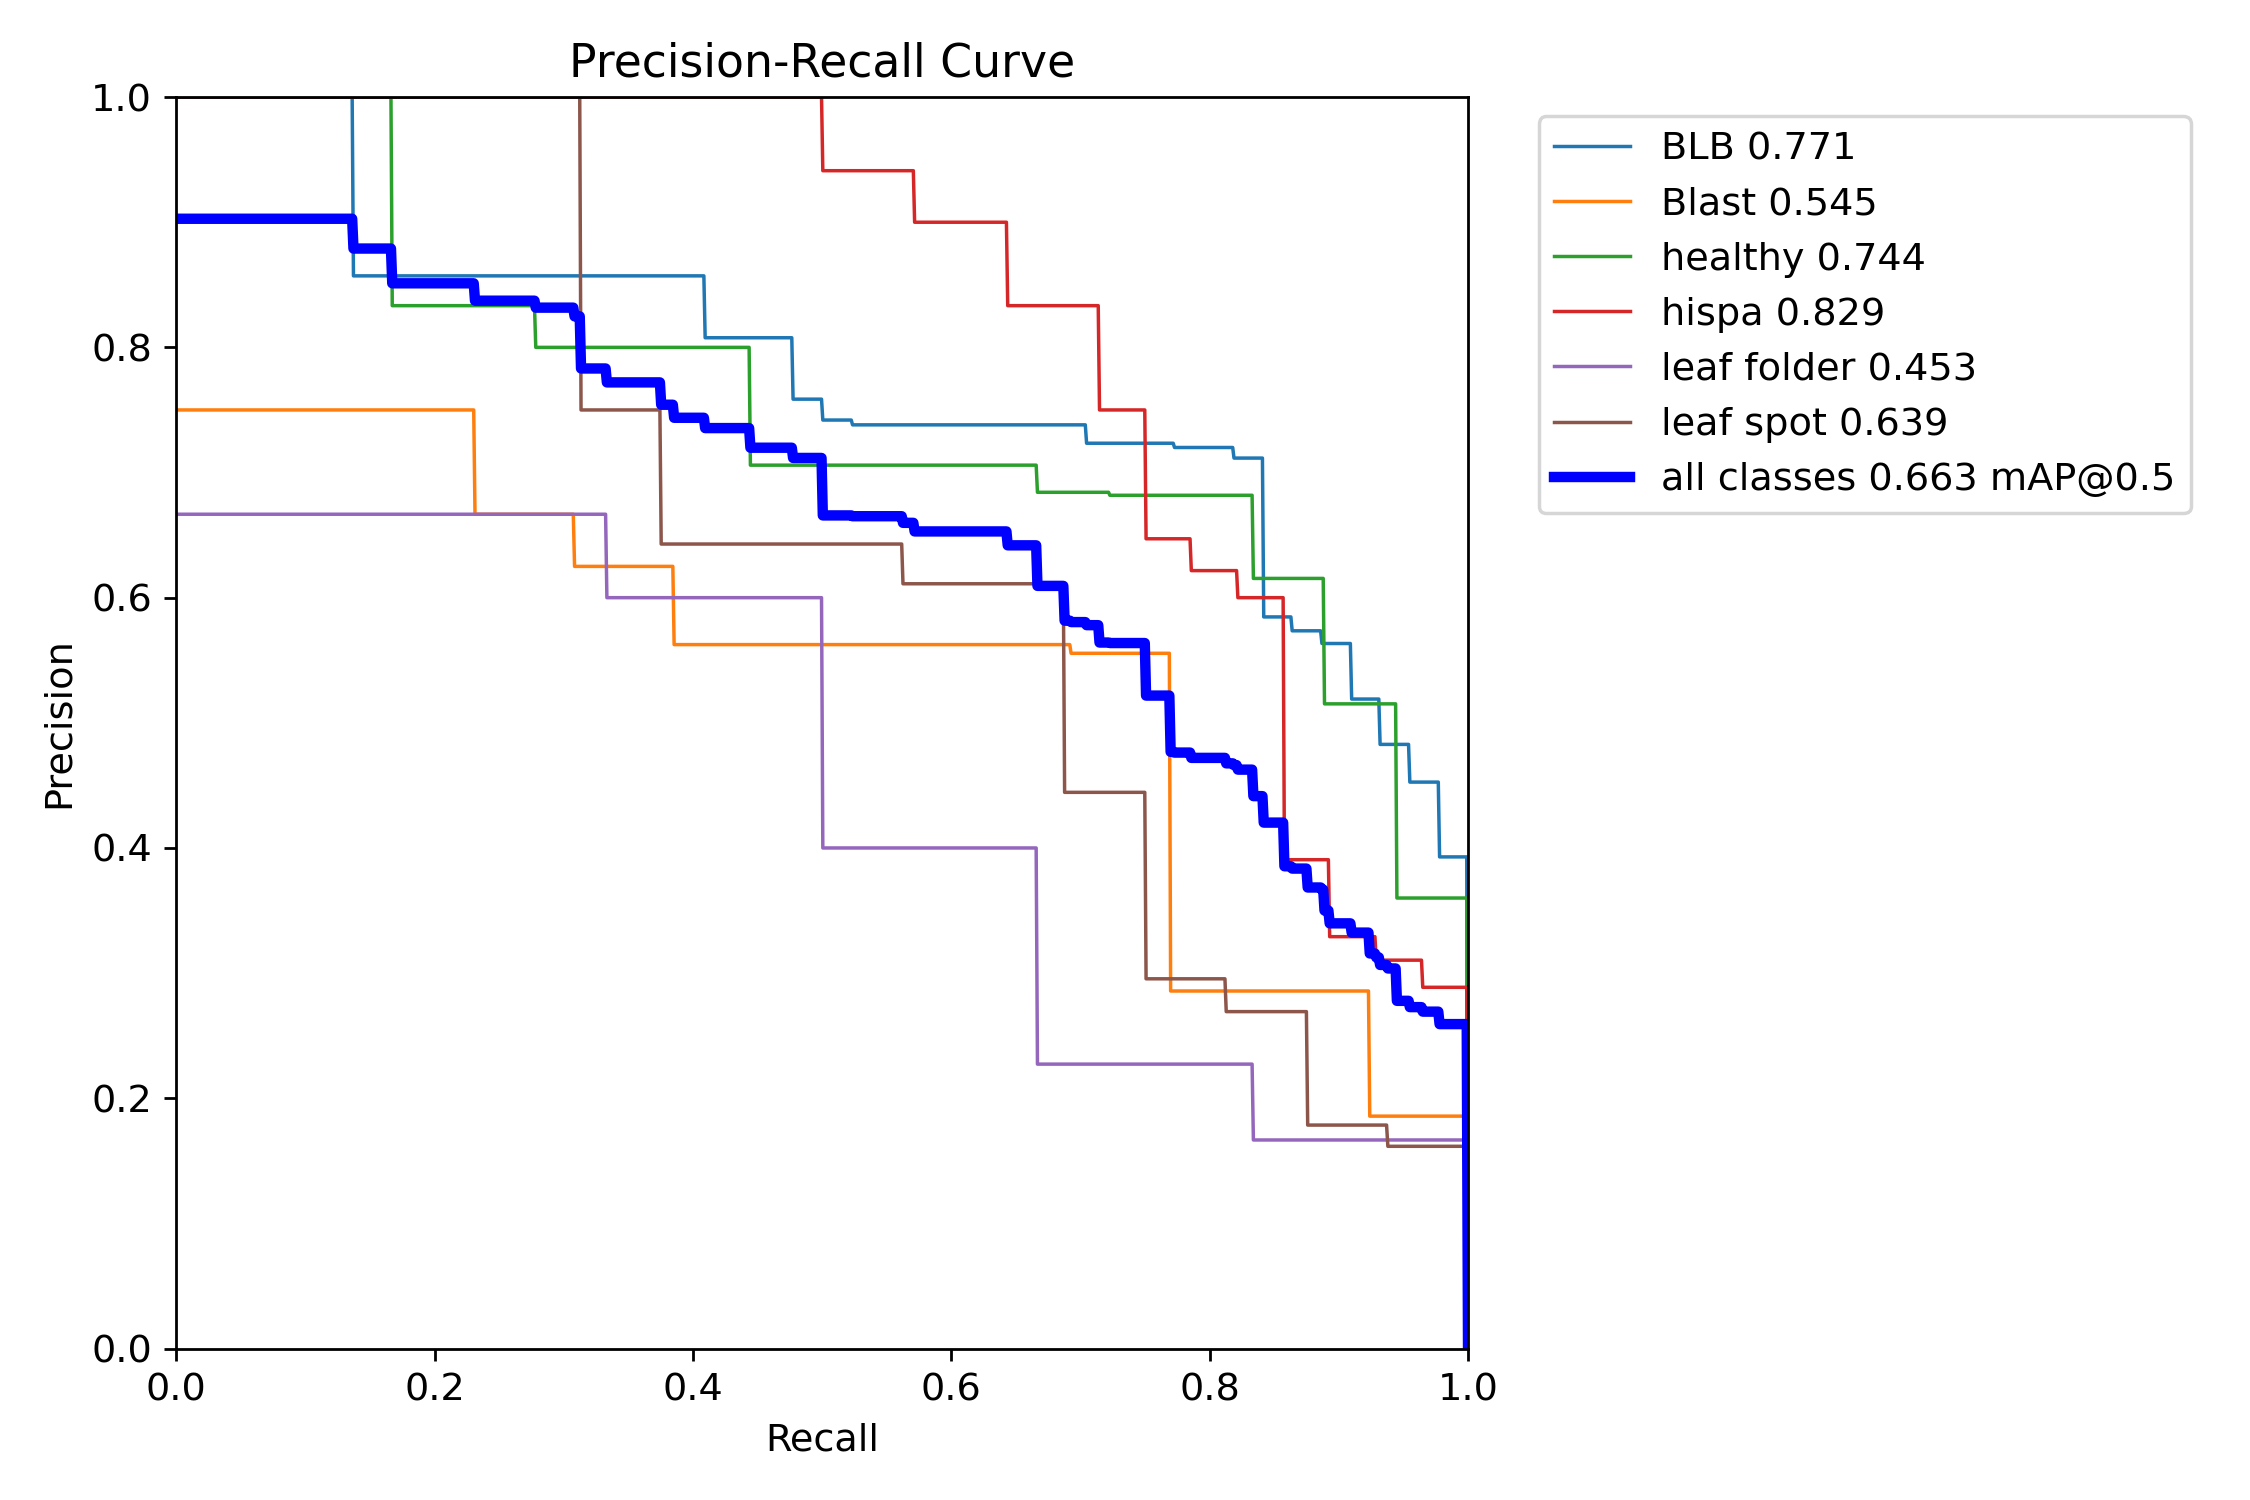 Precision-Recall Curve
1.0
0.8
0.6
0.4
0.2
0.0
Precision
0.0 0.2 0.4 0.6 0.8 1.0
Recall
BLB 0.771
Blast 0.545
healthy 0.744
hispa 0.829
leaf folder 0.453
leaf spot 0.639
all classes 0.663 mAP@0.5